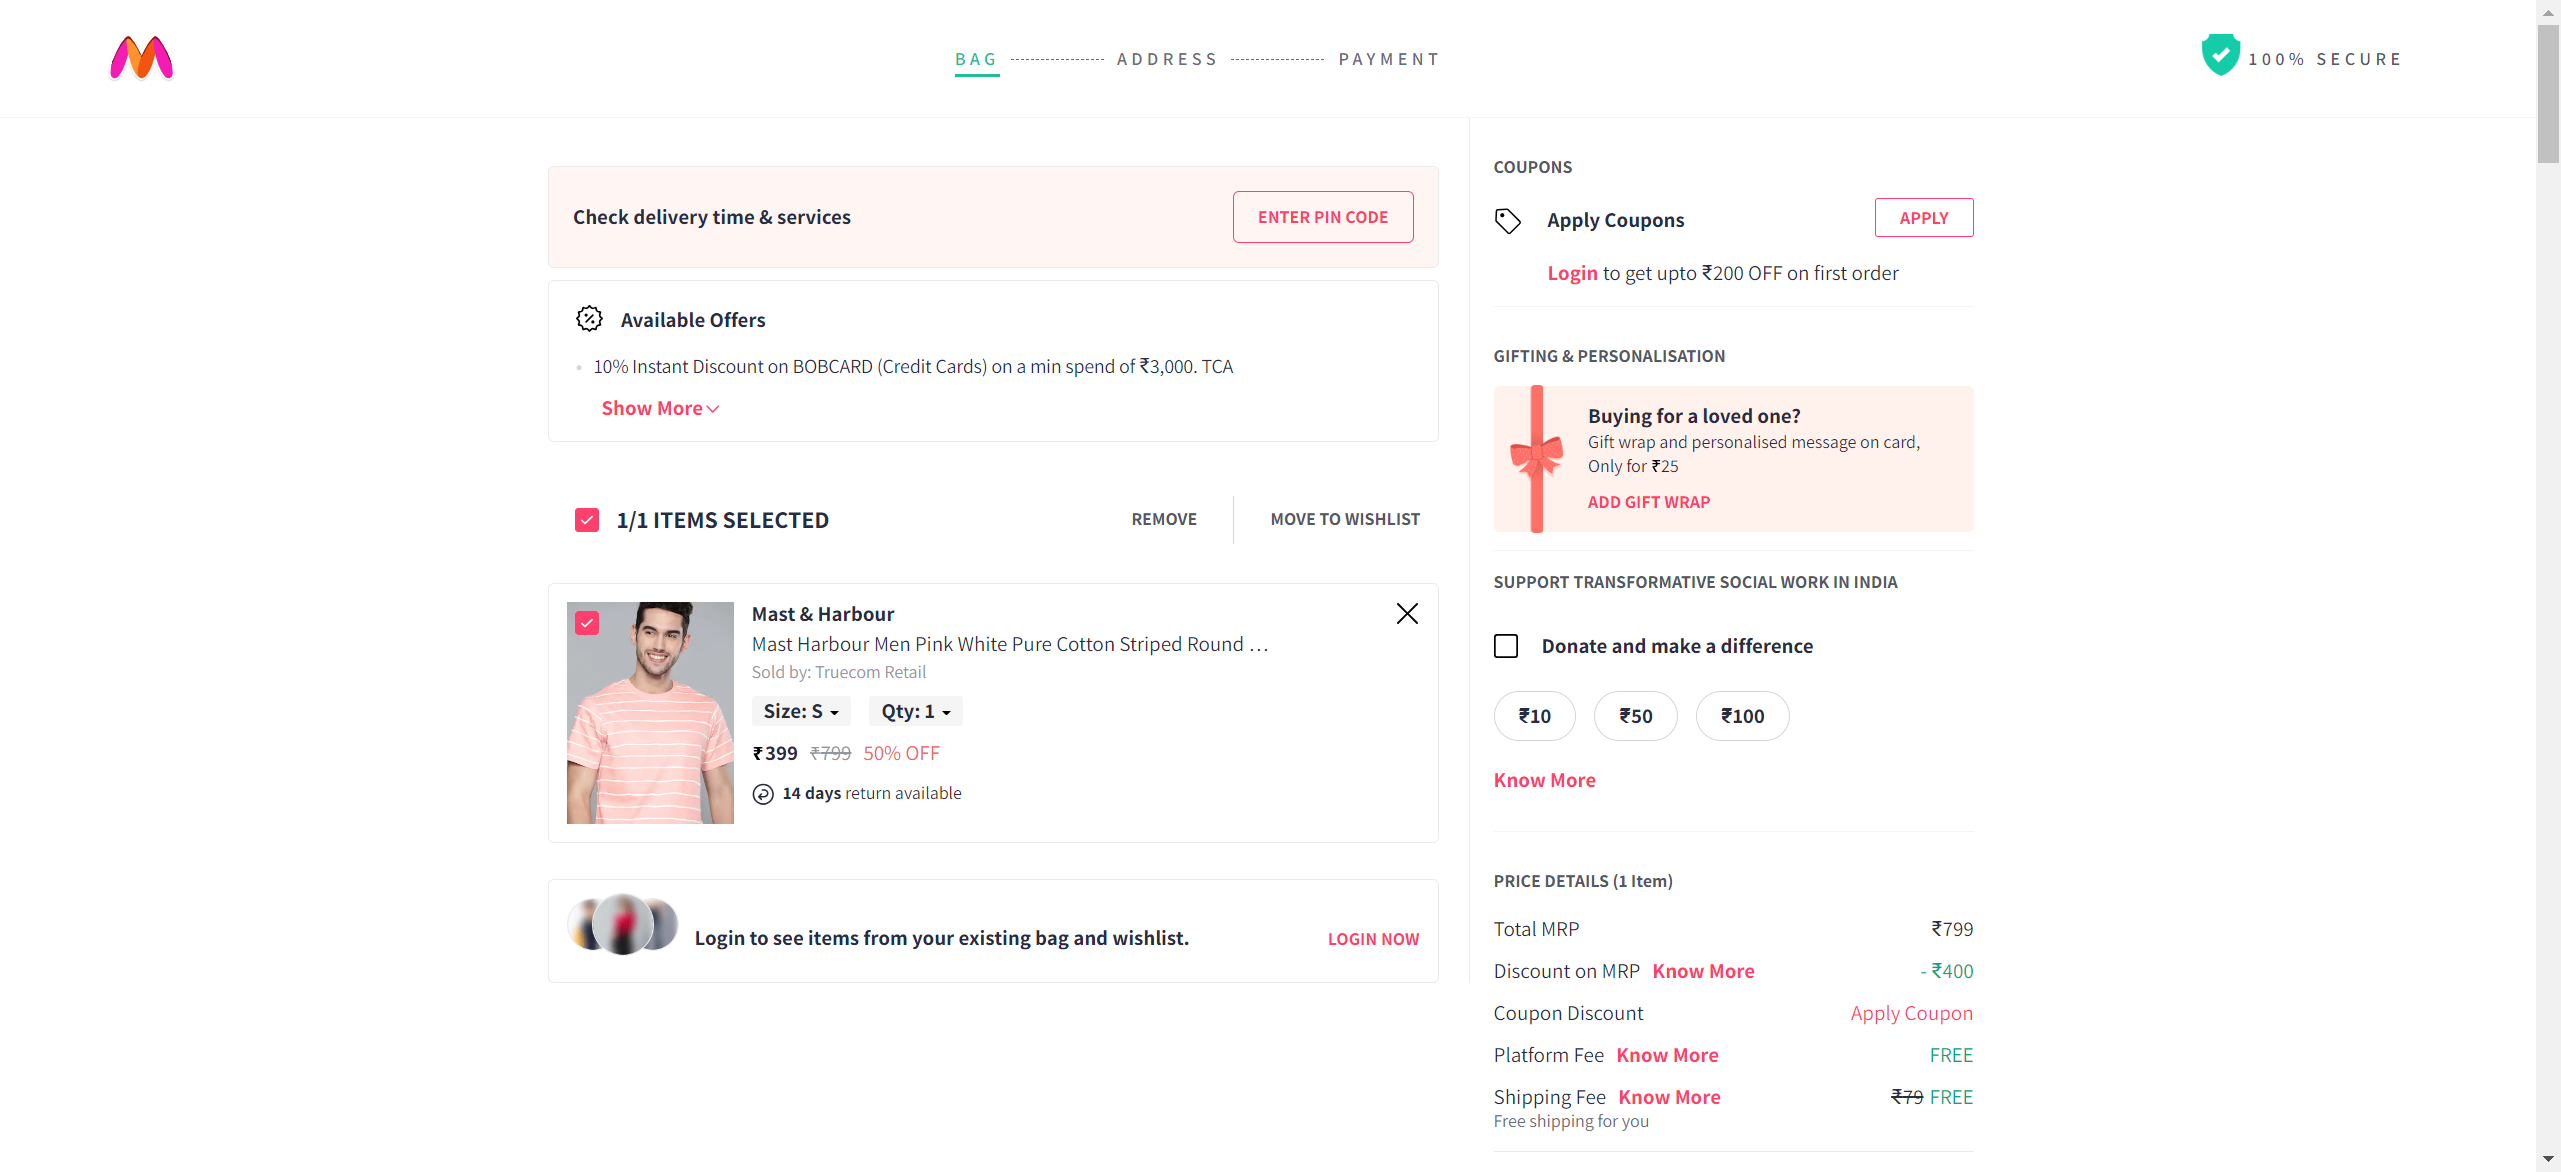 BAG
ADDRESS
PAYMENT
100% SECURE
Check delivery time & services
ENTER PIN CODE
Available Offers
10% Instant Discount on BOBCARD (Credit Cards) on a min spend of ₹3,000. TCA
Show More
1/1 ITEMS SELECTED
REMOVE
MOVE TO WISHLIST
Mast & Harbour
Mast Harbour Men Pink White Pure Cotton Striped Round ...
Sold by: Truecom Retail
Size: S
Qty: 1
₹399 ₹799 50% OFF
14 days return available
Login to see items from your existing bag and wishlist.
LOGIN NOW
COUPONS
Apply Coupons
APPLY
Login to get upto ₹200 OFF on first order
GIFTING & PERSONALISATION
Buying for a loved one?
Gift wrap and personalised message on card,
Only for ₹25
ADD GIFT WRAP
SUPPORT TRANSFORMATIVE SOCIAL WORK IN INDIA
Donate and make a difference
₹10
₹50
₹100
Know More
PRICE DETAILS (1 Item)
Total MRP ₹799
Discount on MRP Know More - ₹400
Coupon Discount Apply Coupon
Platform Fee Know More FREE
Shipping Fee Know More ₹79 FREE
Free shipping for you